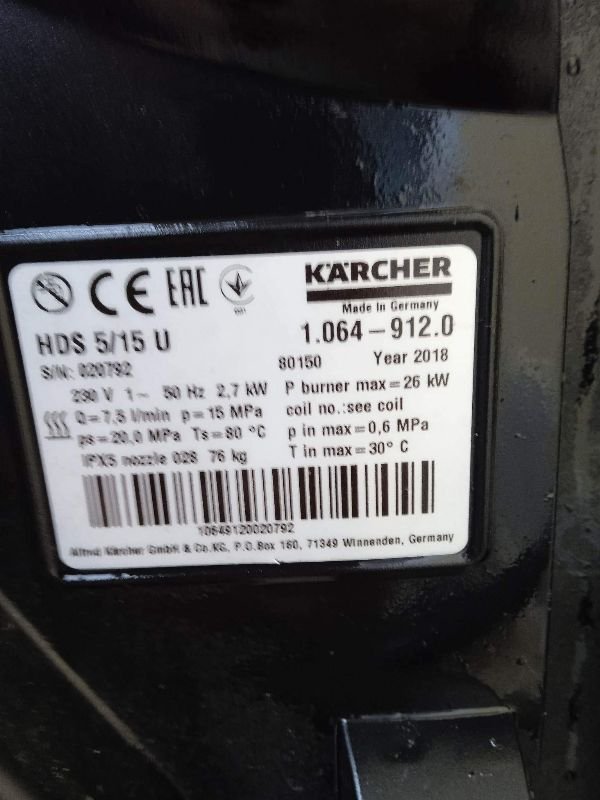 CE EAC
KÄRCHER
Made in Germany
HDS 5/15 U
1.064-912.0
S/N: 020792
80150 Year 2018
230 V 1~ 50 Hz 2,7 kW
P burner max=26 kW
Q=7,5 l/min p=15 MPa
coil no.:see coil
ps=20,0 MPa Ts=80 °C
p in max=0,6 MPa
IPX5 nozzle 028 76 kg
T in max=30° C
10649120020792
Alfred Kärcher GmbH & Co.KG, P.O.Box 160, 71349 Winnenden, Germany